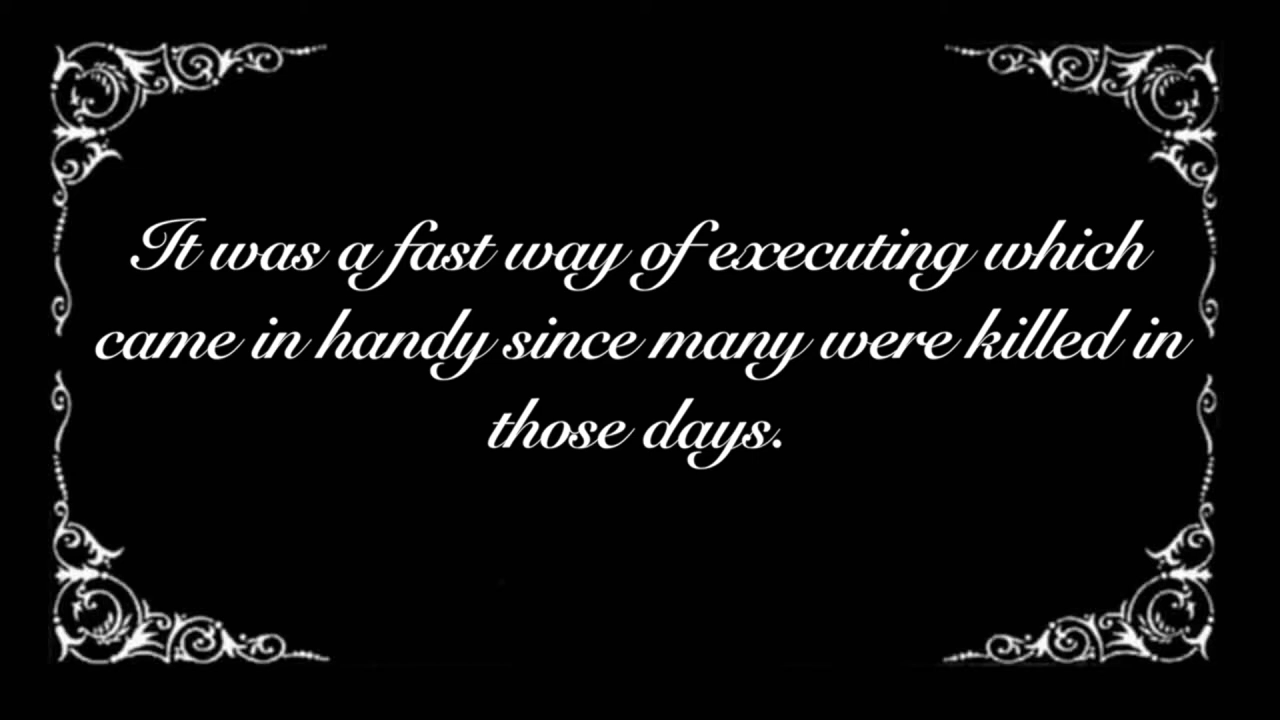 It was a fast way of executing which
came in handy since many were killed in
those days.